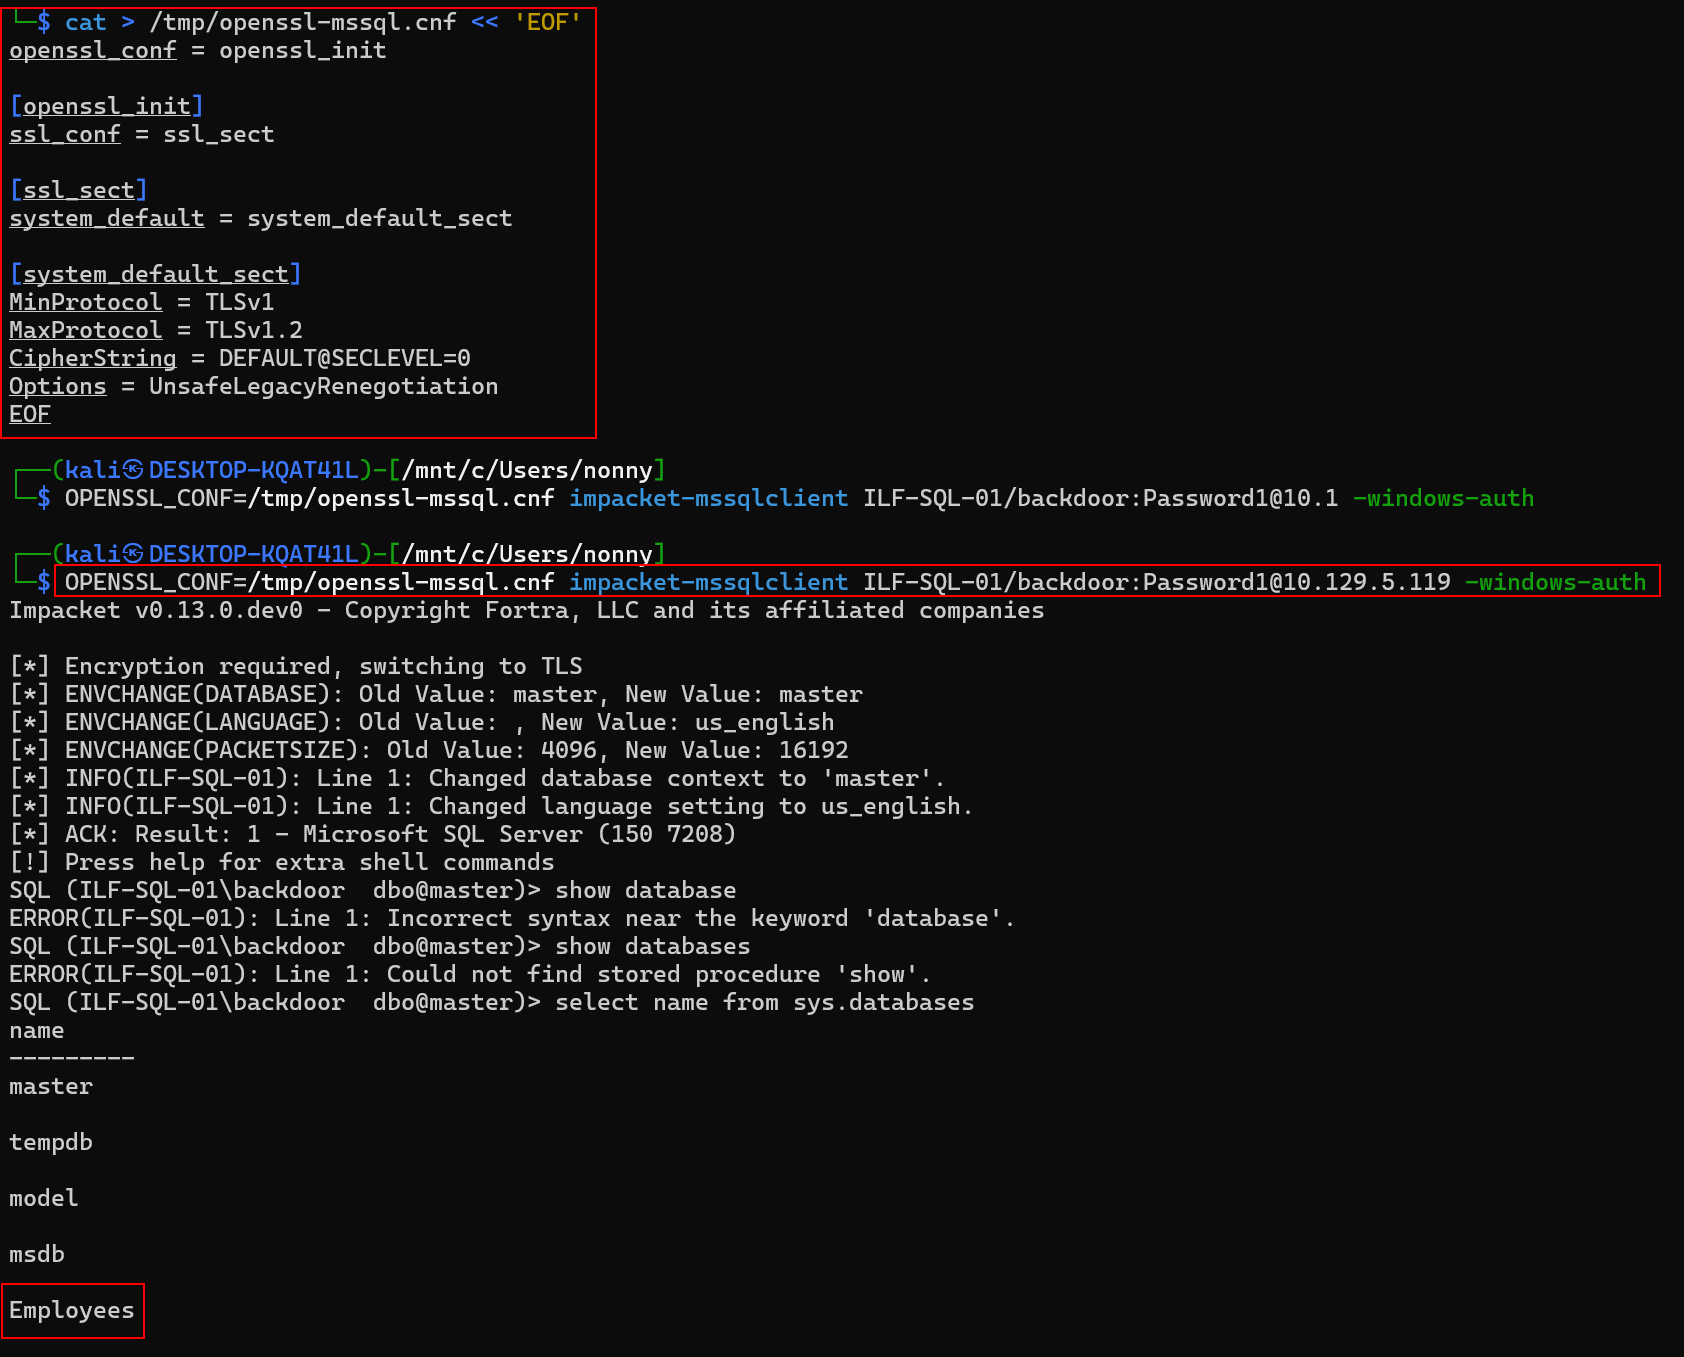 └─$ cat > /tmp/openssl-mssql.cnf << 'EOF'
openssl_conf = openssl_init
[openssl_init]
ssl_conf = ssl_sect
[ssl_sect]
system_default = system_default_sect
[system_default_sect]
MinProtocol = TLSv1
MaxProtocol = TLSv1.2
CipherString = DEFAULT@SECLEVEL=0
Options = UnsafeLegacyRenegotiation
EOF
┌──(kali㉿DESKTOP-KQAT41L)-[/mnt/c/Users/nonny]
└─$ OPENSSL_CONF=/tmp/openssl-mssql.cnf impacket-mssqlclient ILF-SQL-01/backdoor:Password1@10.1 -windows-auth
┌──(kali㉿DESKTOP-KQAT41L)-[/mnt/c/Users/nonny]
└─$ OPENSSL_CONF=/tmp/openssl-mssql.cnf impacket-mssqlclient ILF-SQL-01/backdoor:Password1@10.129.5.119 -windows-auth
Impacket v0.13.0.dev0 - Copyright Fortra, LLC and its affiliated companies
[*] Encryption required, switching to TLS
[*] ENVCHANGE(DATABASE): Old Value: master, New Value: master
[*] ENVCHANGE(LANGUAGE): Old Value: , New Value: us_english
[*] ENVCHANGE(PACKETSIZE): Old Value: 4096, New Value: 16192
[*] INFO(ILF-SQL-01): Line 1: Changed database context to 'master'.
[*] INFO(ILF-SQL-01): Line 1: Changed language setting to us_english.
[*] ACK: Result: 1 - Microsoft SQL Server (150 7208)
[!] Press help for extra shell commands
SQL (ILF-SQL-01\backdoor  dbo@master)> show database
ERROR(ILF-SQL-01): Line 1: Incorrect syntax near the keyword 'database'.
SQL (ILF-SQL-01\backdoor  dbo@master)> show databases
ERROR(ILF-SQL-01): Line 1: Could not find stored procedure 'show'.
SQL (ILF-SQL-01\backdoor  dbo@master)> select name from sys.databases
name
---------
master
tempdb
model
msdb
Employees